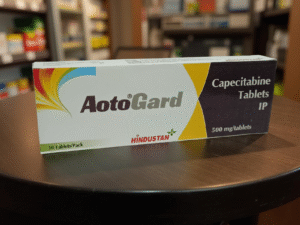 AotoGard
Capecitabine
Tablets
IP
500 mg/tablets
HINDUSTAN
10 Tablets/Pack